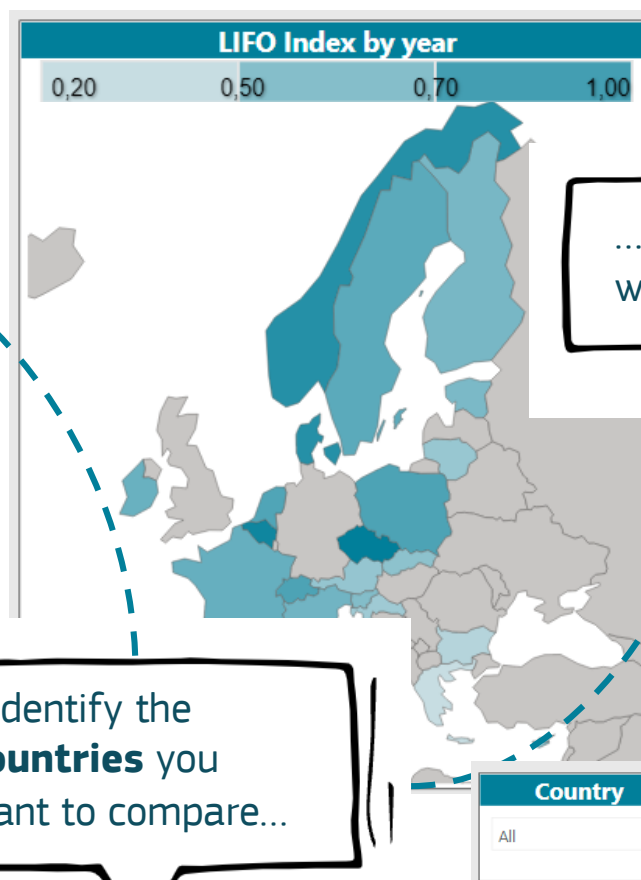 LIFO Index by year
0,20 0,50 0,70 1,00
...
dentify the
ountries you
ant to compare...
Country
All